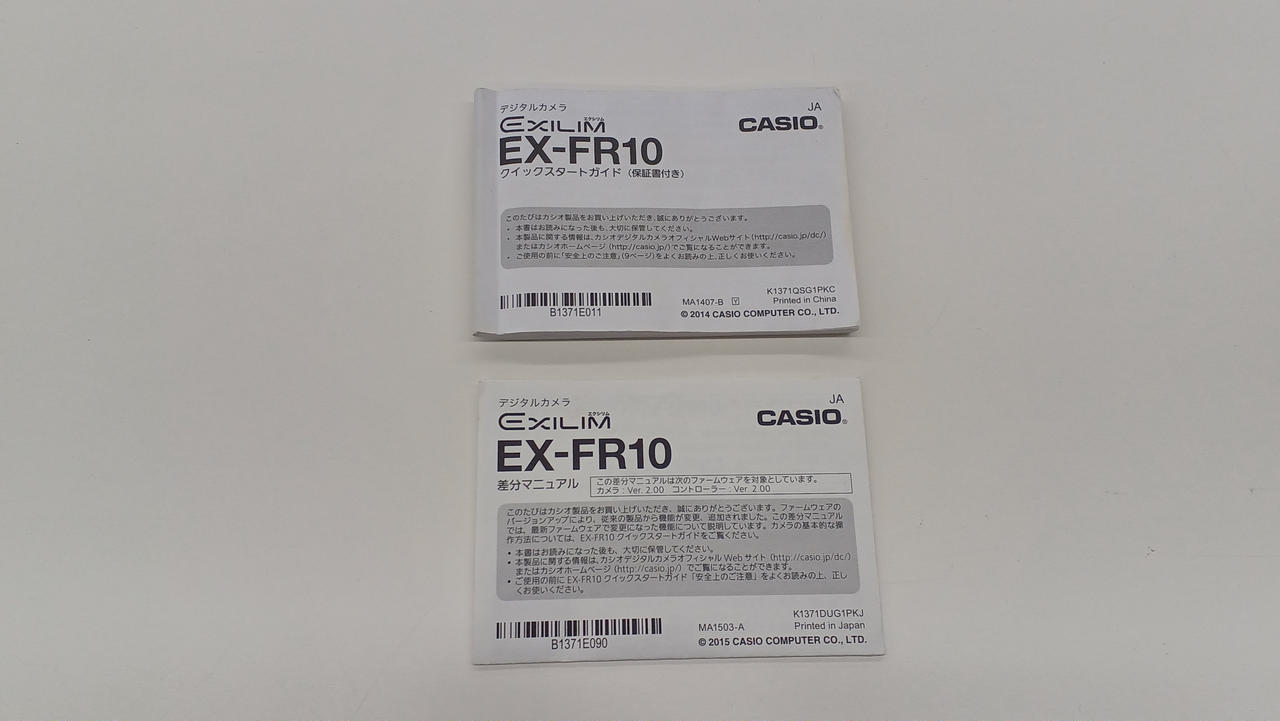 デジタルカメラ
JA
エクシリム
EXILIM
CASIO®
EX-FR10
クイックスタートガイド（保証書付き）
このたびはカシオ製品をお買い上げいただき、誠にありがとうございます。
・本書はお読みになった後も、大切に保管してください。
・本製品に関する情報は、カシオデジタルカメラオフィシャルWebサイト(http://casio.jp/dc/)
またはカシオホームページ(http://casio.jp/)でご覧になることができます。
・ご使用の前に「安全上のご注意」(9ページ)をよくお読みの上、正しくお使いください。
K1371QSG1PKC
MA1407-B Y Printed in China
B1371E011
© 2014 CASIO COMPUTER CO., LTD.
デジタルカメラ
JA
エクシリム
EXILIM
CASIO®
EX-FR10
差分マニュアル
この差分マニュアルは次のファームウェアを対象としています。
カメラ：Ver. 2.00 コントローラー：Ver. 2.00
このたびはカシオ製品をお買い上げいただき、誠にありがとうございます。ファームウェアの
バージョンアップにより、従来の製品から機能が変更、追加されました。この差分マニュアル
では、最新ファームウェアで変更になった機能について説明しています。カメラの基本的な操
作方法については、EX-FR10 クイックスタートガイドをご覧ください。
• 本書はお読みになった後も、大切に保管してください。
• 本製品に関する情報は、カシオデジタルカメラオフィシャル Web サイト（http://casio.jp/dc/）
またはカシオホームページ（http://casio.jp/）でご覧になることができます。
• ご使用の前に EX-FR10 クイックスタートガイド「安全上のご注意」をよくお読みの上、正し
くお使いください。
K1371DUG1PKJ
MA1503-A Printed in Japan
B1371E090
© 2015 CASIO COMPUTER CO., LTD.